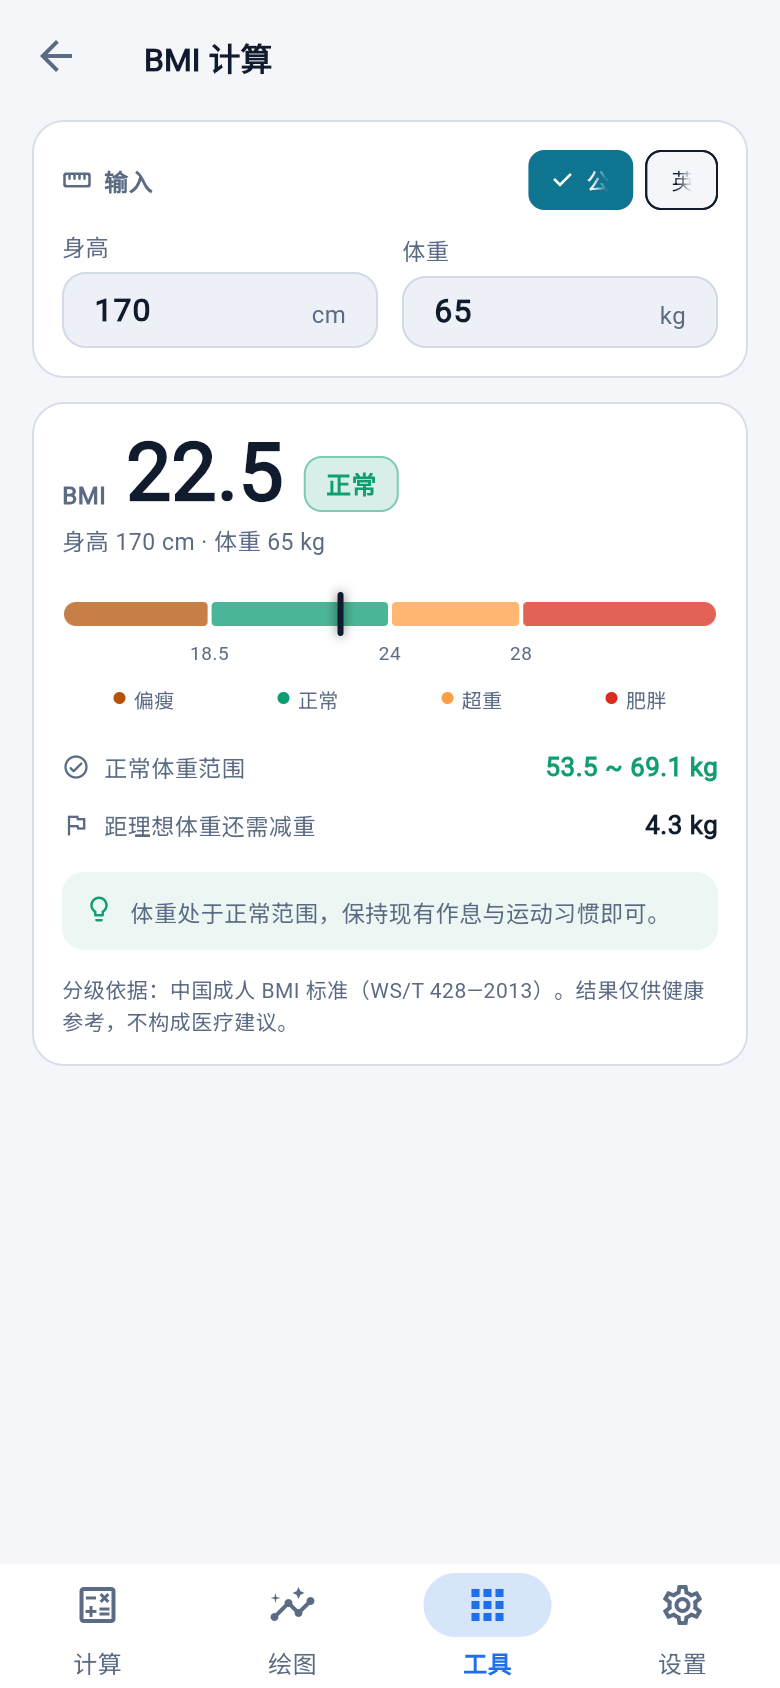 BMI 计算
输入
公
英
身高
体重
170 cm
65 kg
BMI 22.5 正常
身高 170 cm · 体重 65 kg
18.5 24 28
偏瘦 正常 超重 肥胖
正常体重范围 53.5 ~ 69.1 kg
距理想体重还需减重 4.3 kg
体重处于正常范围，保持现有作息与运动习惯即可。
分级依据：中国成人 BMI 标准（WS/T 428—2013）。结果仅供健康
参考，不构成医疗建议。
计算 绘图 工具 设置